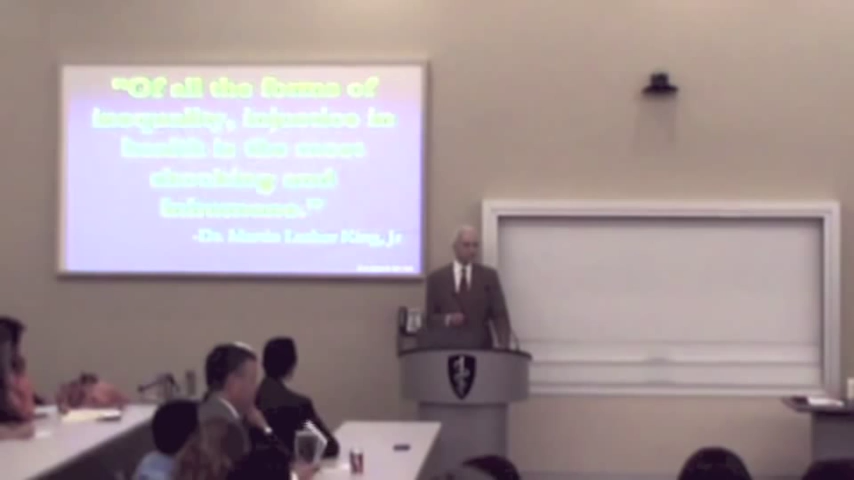 "Of all the forms of
inequality, injustice in
health is the most
shocking and
inhumane."
-Dr. Martin Luther King, Jr